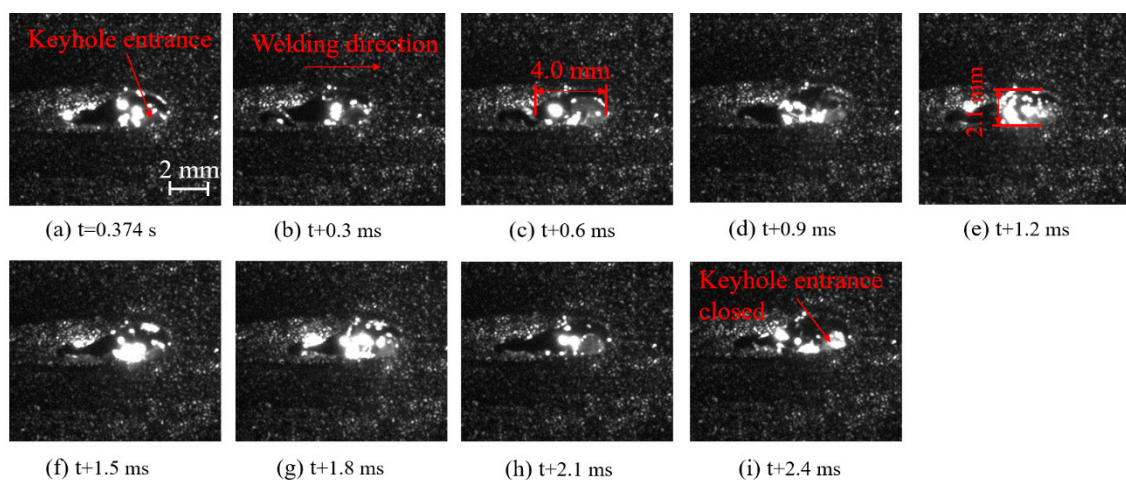 Keyhole entrance
2 mm
Welding direction
4.0 mm
2.1 mm
(a) t=0.374 s
(b) t+0.3 ms
(c) t+0.6 ms
(d) t+0.9 ms
(e) t+1.2 ms
Keyhole entrance
closed
(f) t+1.5 ms
(g) t+1.8 ms
(h) t+2.1 ms
(i) t+2.4 ms